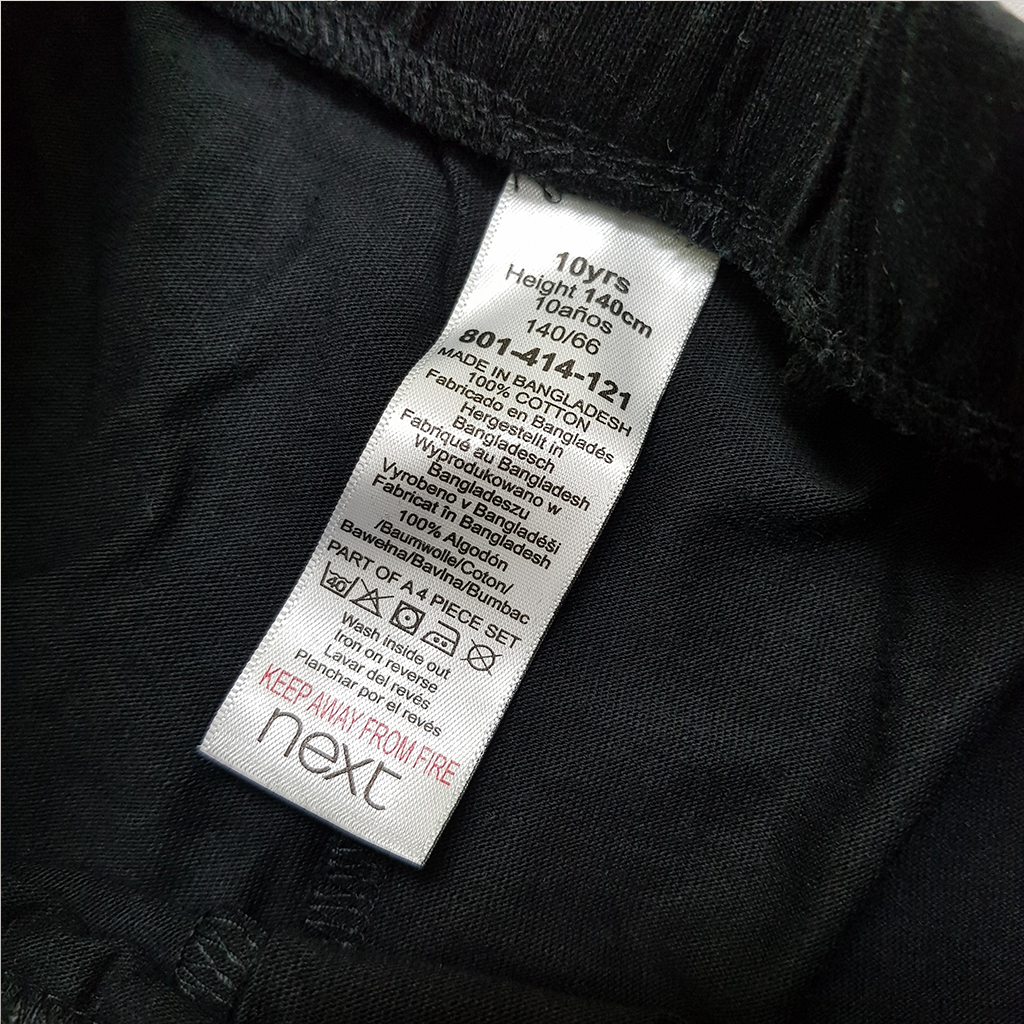 10yrs
Height 140cm
10años
140/66
801-414-121
MADE IN BANGLADESH
100% COTTON
Fabricado en Bangladés
Hergestellt in
Bangladesch
Fabriqué au Bangladesh
Wyprodukowano w
Bangladeszu
Vyrobeno v Bangladéši
Fabricat în Bangladesh
100% Algodón
/Baumwolle/Coton/
Bawełna/Bavlna/Bumbac
PART OF A 4 PIECE SET
40
Wash inside out
Iron on reverse
Lavar del revés
Planchar por el revés
KEEP AWAY FROM FIRE
next